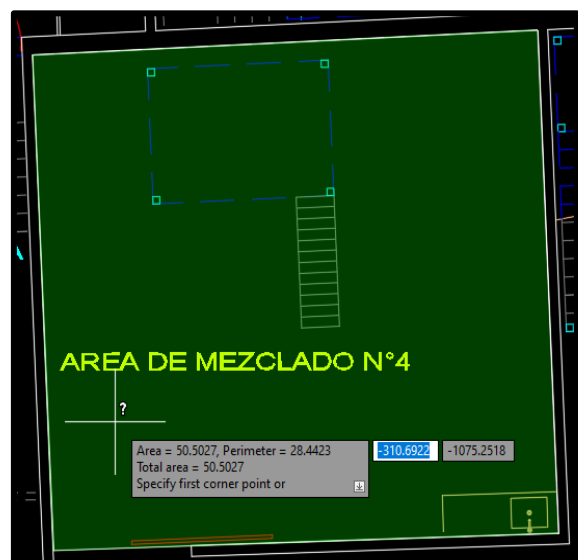 AREA DE MEZCLADO N°4
?
Area = 50.5027, Perimeter = 28.4423
-310.6922
-1075.2518
Total area = 50.5027
Specify first corner point or